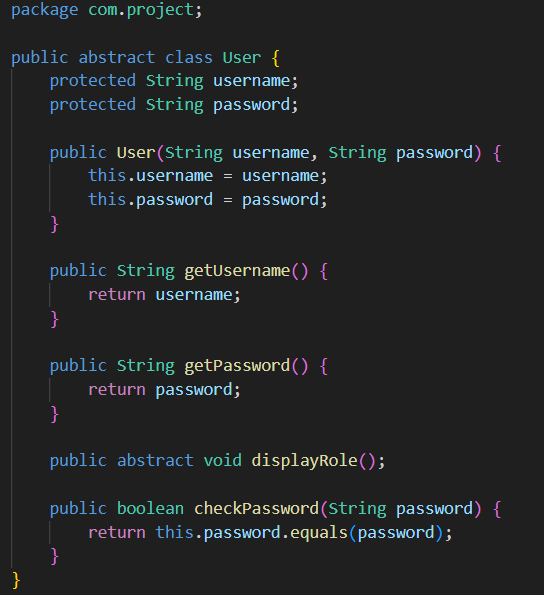 package com.project;

public abstract class User {
    protected String username;
    protected String password;

    public User(String username, String password) {
        this.username = username;
        this.password = password;
    }

    public String getUsername() {
        return username;
    }

    public String getPassword() {
        return password;
    }

    public abstract void displayRole();

    public boolean checkPassword(String password) {
        return this.password.equals(password);
    }
}